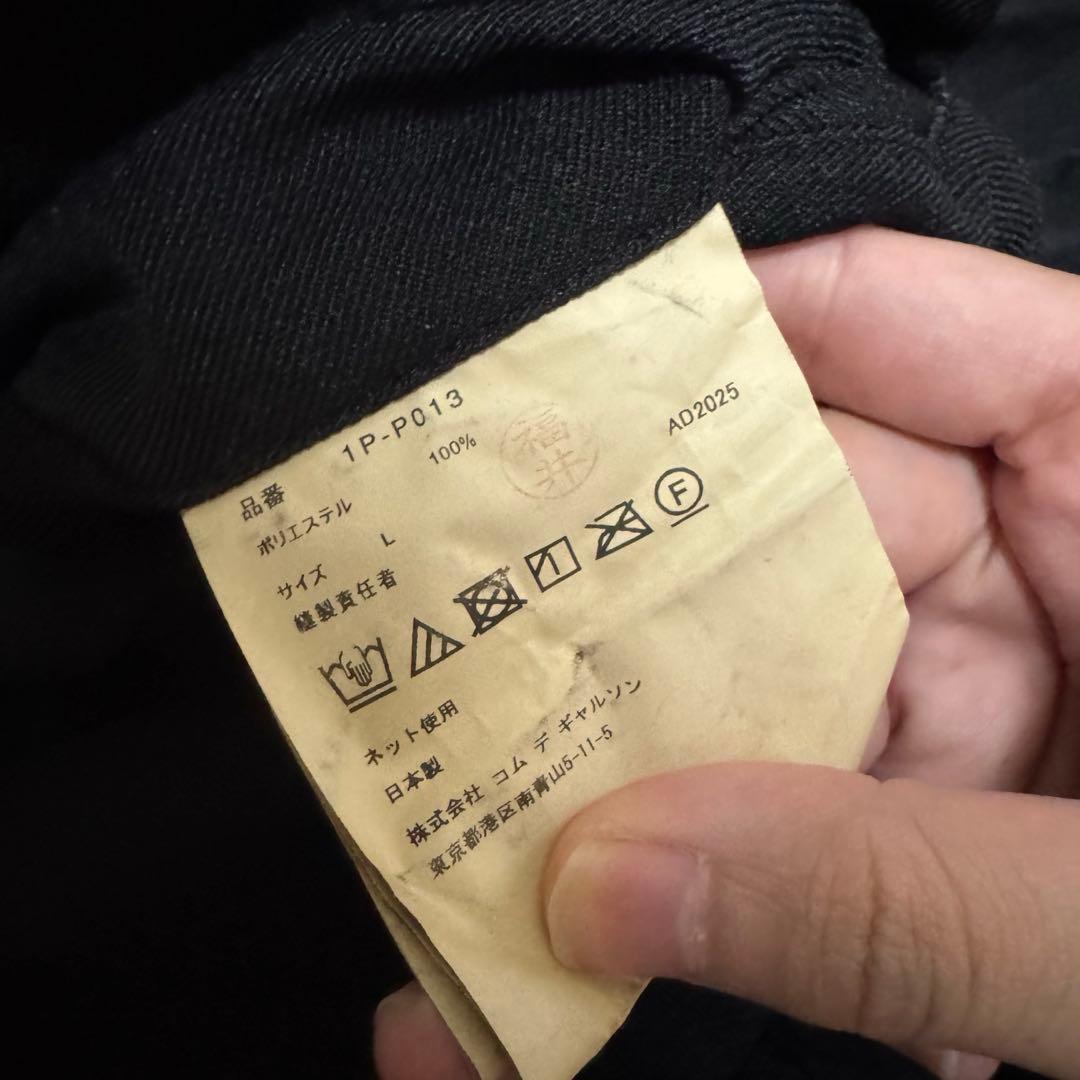 品番 1P-P013
ポリエステル 100%
サイズ L
縫製責任者 福井
AD2025
F
ネット使用
日本製
株式会社 コム デ ギャルソン
東京都港区南青山5-11-5